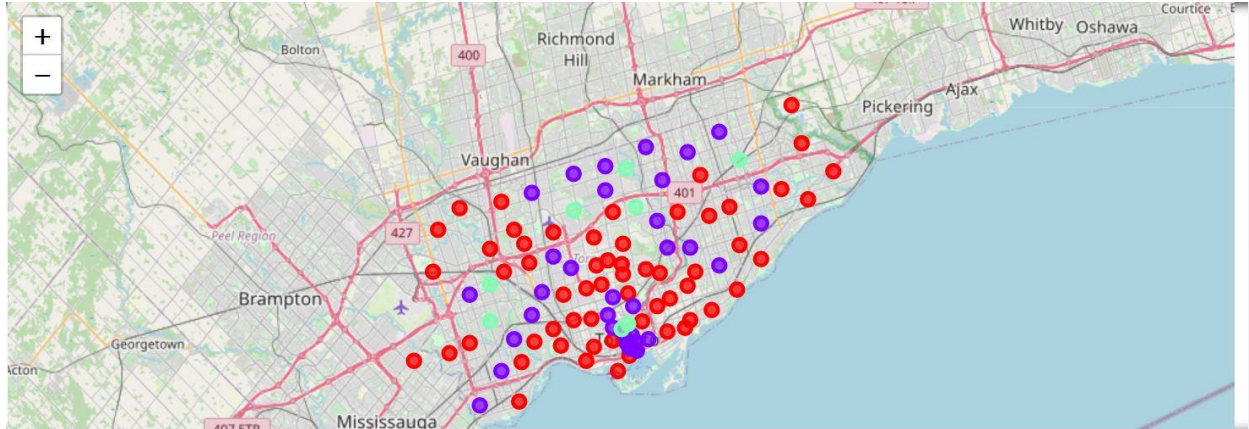 Courtice
Whitby
Oshawa
Richmond
Hill
Bolton
400
Markham
Ajax
Pickering
Vaughan
401
427
Peel Region
Brampton
Georgetown
Acton
Mississauga
407 ETR
+
−